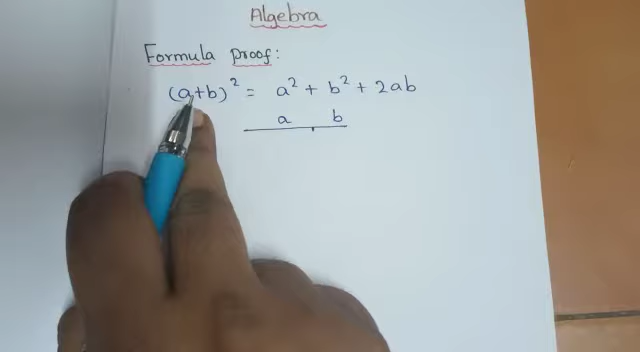 Algebra
Formula proof:
(a+b)² = a² + b² + 2ab
a b